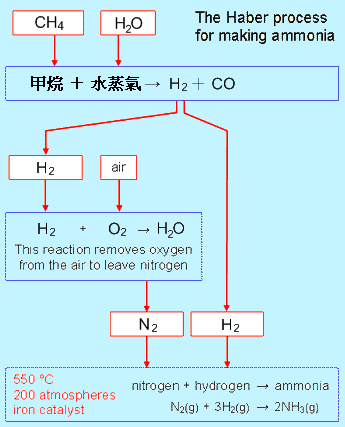 The Haber process
for making ammonia
CH4
H2O
甲烷 + 水蒸氣 → H2 + CO
H2
air
H2 + O2 → H2O
This reaction removes oxygen
from the air to leave nitrogen
N2
H2
550 °C
200 atmospheres
iron catalyst
nitrogen + hydrogen → ammonia
N2(g) + 3H2(g) → 2NH3(g)